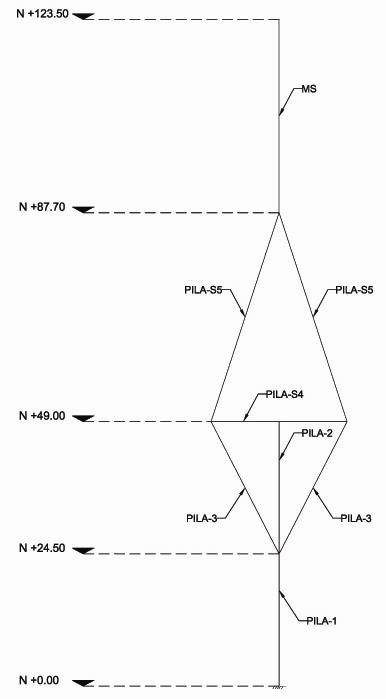 N +123.50
MS
N +87.70
PILA-S5
PILA-S5
PILA-S4
N +49.00
PILA-2
PILA-3
PILA-3
N +24.50
PILA-1
N +0.00